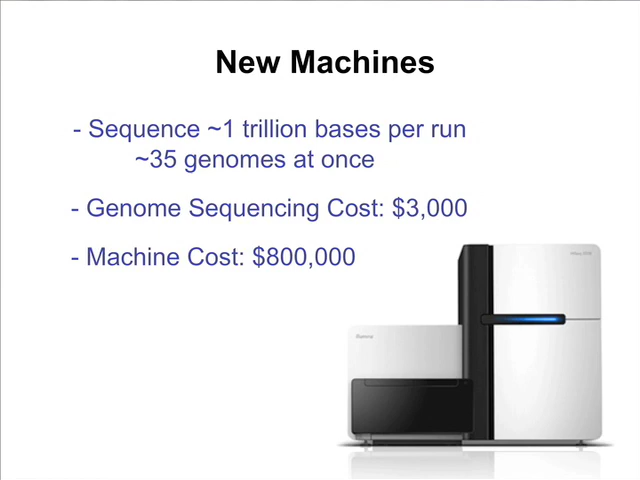 New Machines
- Sequence ~1 trillion bases per run
~35 genomes at once
- Genome Sequencing Cost: $3,000
- Machine Cost: $800,000